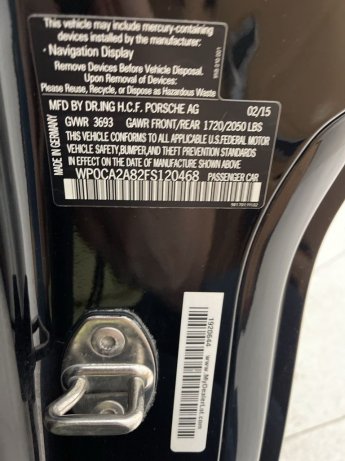 This vehicle may include mercury-containing
devices installed by the manufacturer:
• Navigation Display
Remove Devices Before Vehicle Disposal.
Upon Removal of Devices:
Please Reuse, Recycle, or Dispose as Hazardous Waste
MADE IN GERMANY
MFD BY DR.ING H.C.F. PORSCHE AG 02/15
GVWR 3693 GAWR FRONT/REAR 1720/2050 LBS
THIS VEHICLE CONFORMS TO ALL APPLICABLE U.S. FEDERAL MOTOR
VEHICLE SAFETY, BUMPER, AND THEFT PREVENTION STANDARDS
IN EFFECT ON THE DATE OF MANUFACTURE SHOWN ABOVE.
WP0CA2A82FS120468 PASSENGER CAR
1920644